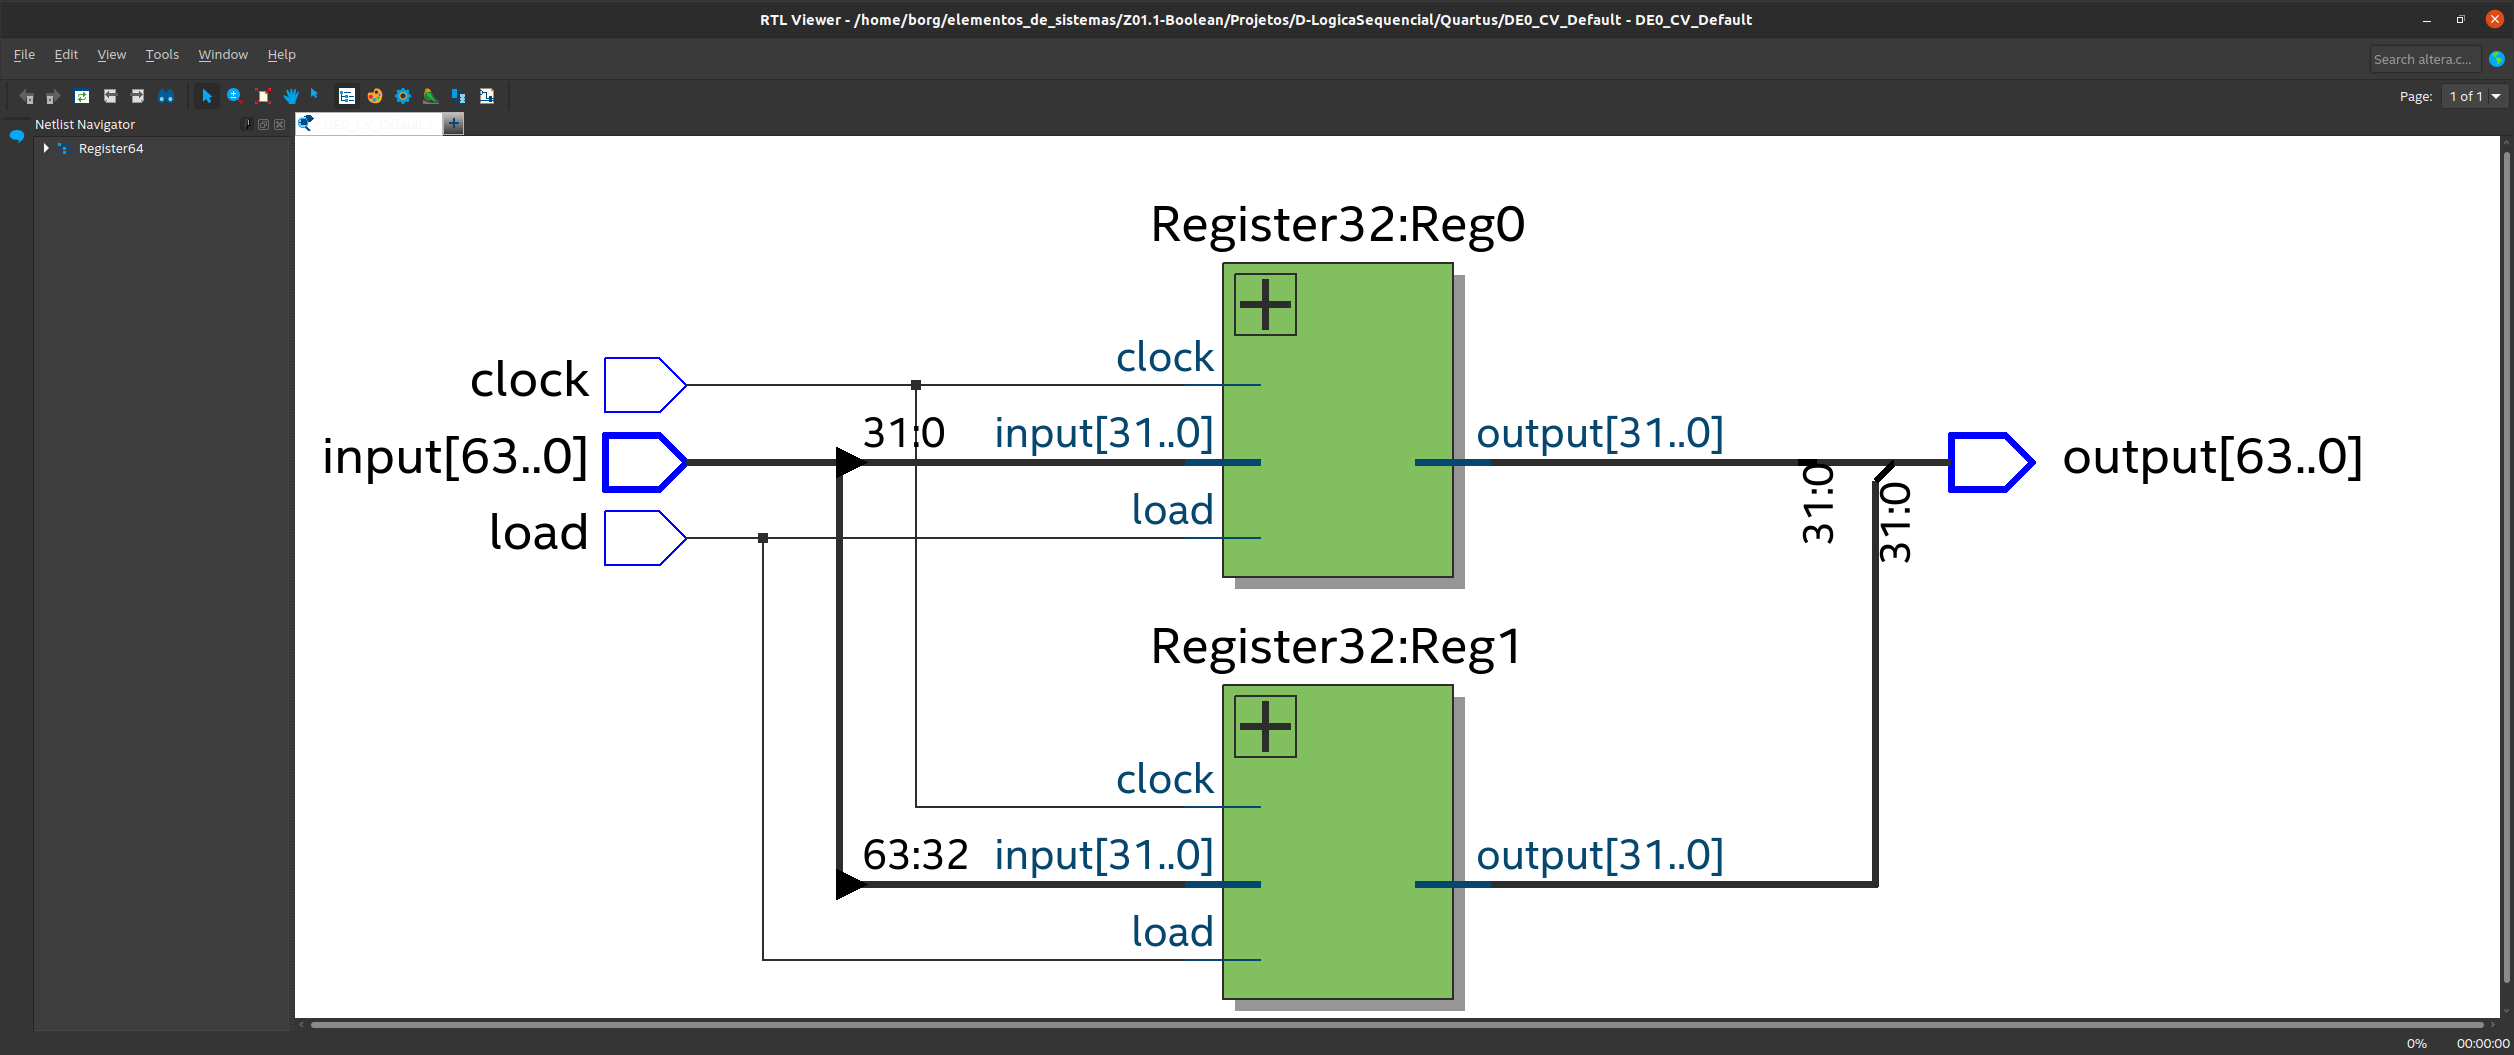 RTL Viewer - /home/borg/elementos_de_sistemas/Z01.1-Boolean/Projetos/D-LogicaSequencial/Quartus/DE0_CV_Default - DE0_CV_Default
File Edit View Tools Window Help
Search altera.c...
Page: 1 of 1
Netlist Navigator
Register64
Register32:Reg0
clock
clock
31:0
input[31..0]
output[31..0]
input[63..0]
output[63..0]
load
load
31:0
31:0
Register32:Reg1
clock
63:32
input[31..0]
output[31..0]
load
0% 00:00:00